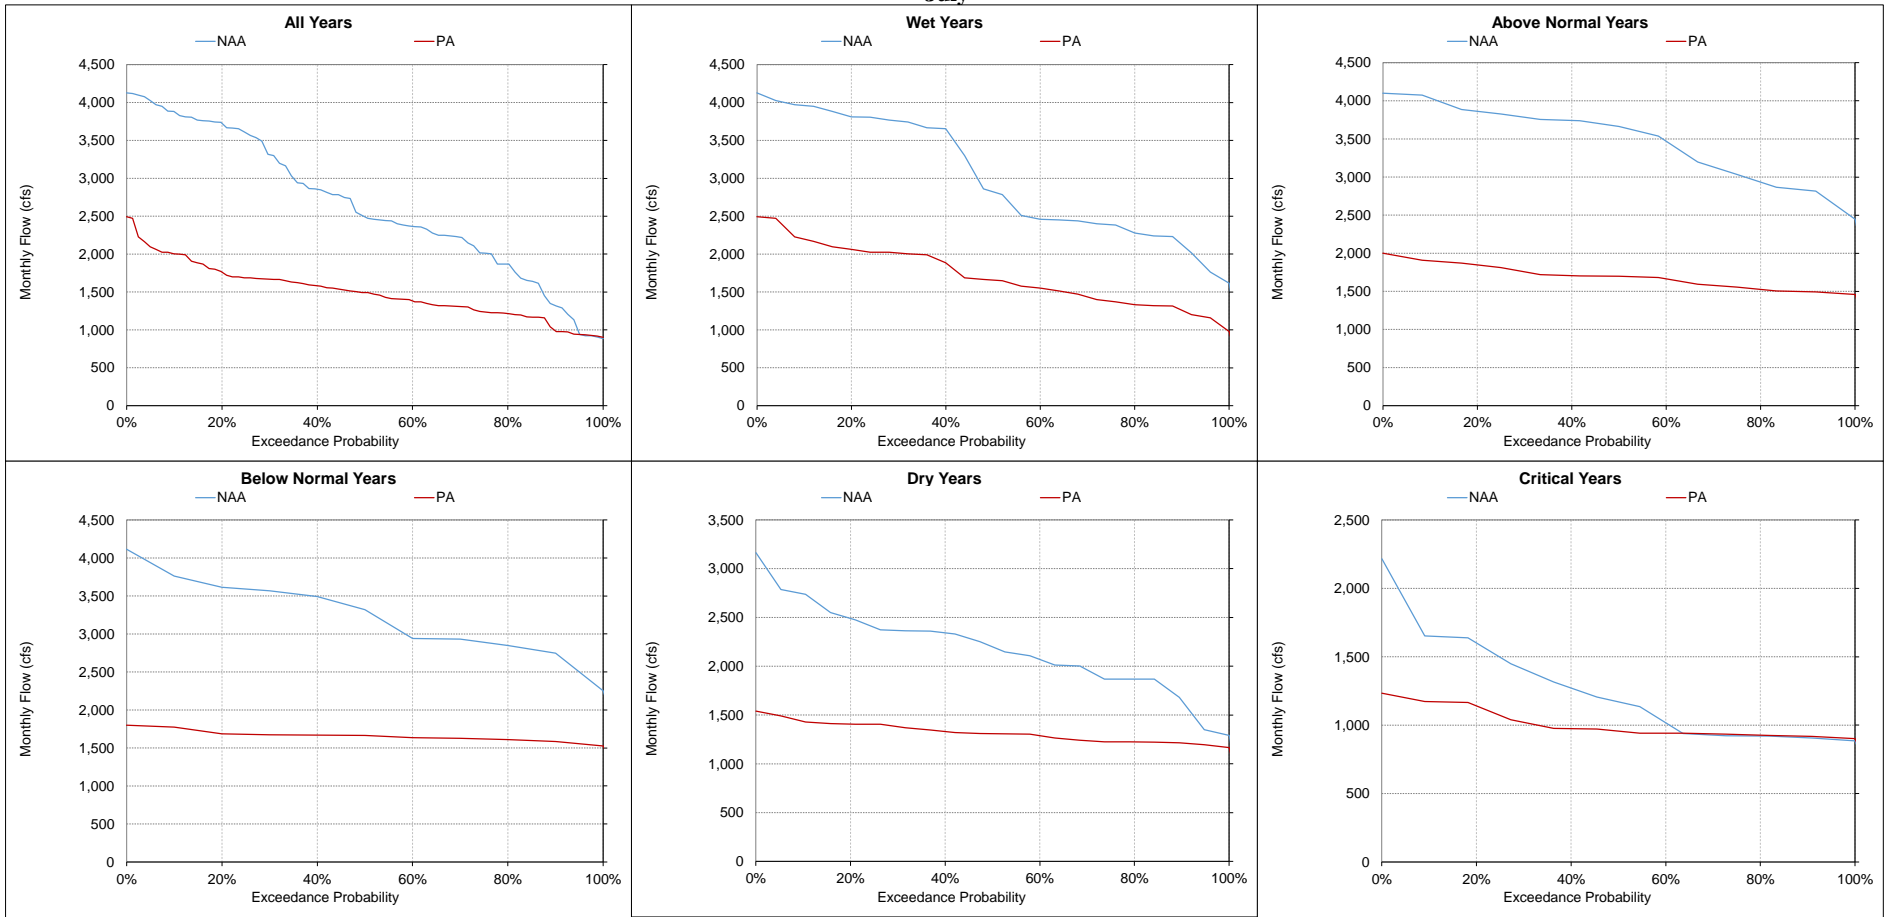 All Years
NAA PA
4,500
4,000
3,500
3,000
2,500
2,000
1,500
1,000
500
0
Monthly Flow (cfs)
0% 20% 40% 60% 80% 100%
Exceedance Probability
Wet Years
NAA PA
4,500
4,000
3,500
3,000
2,500
2,000
1,500
1,000
500
0
Monthly Flow (cfs)
0% 20% 40% 60% 80% 100%
Exceedance Probability
Above Normal Years
NAA PA
4,500
4,000
3,500
3,000
2,500
2,000
1,500
1,000
500
0
Monthly Flow (cfs)
0% 20% 40% 60% 80% 100%
Exceedance Probability
Below Normal Years
NAA PA
4,500
4,000
3,500
3,000
2,500
2,000
1,500
1,000
500
0
Monthly Flow (cfs)
0% 20% 40% 60% 80% 100%
Exceedance Probability
Dry Years
NAA PA
3,500
3,000
2,500
2,000
1,500
1,000
500
0
Monthly Flow (cfs)
0% 20% 40% 60% 80% 100%
Exceedance Probability
Critical Years
NAA PA
2,500
2,000
1,500
1,000
500
0
Monthly Flow (cfs)
0% 20% 40% 60% 80% 100%
Exceedance Probability